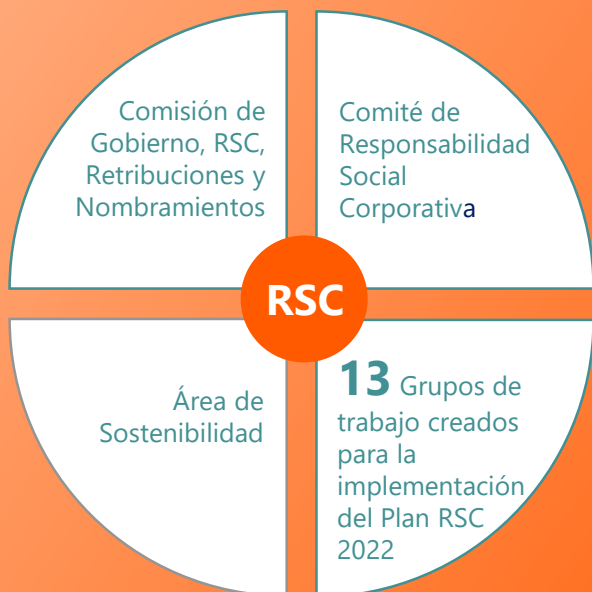 Comisión de
Gobierno, RSC,
Retribuciones y
Nombramientos
Comité de
Responsabilidad
Social
Corporativa
RSC
Área de
Sostenibilidad
13 Grupos de
trabajo creados
para la
implementación
del Plan RSC
2022